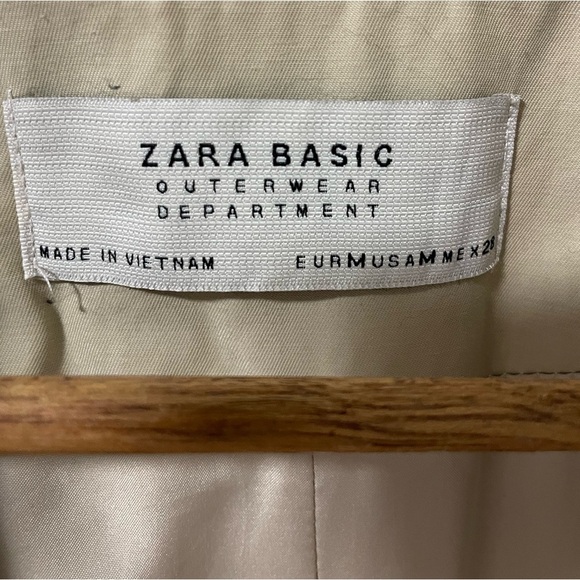 ZARA BASIC
OUTERWEAR
DEPARTMENT
MADE IN VIETNAM EUR M USA M MEX 28